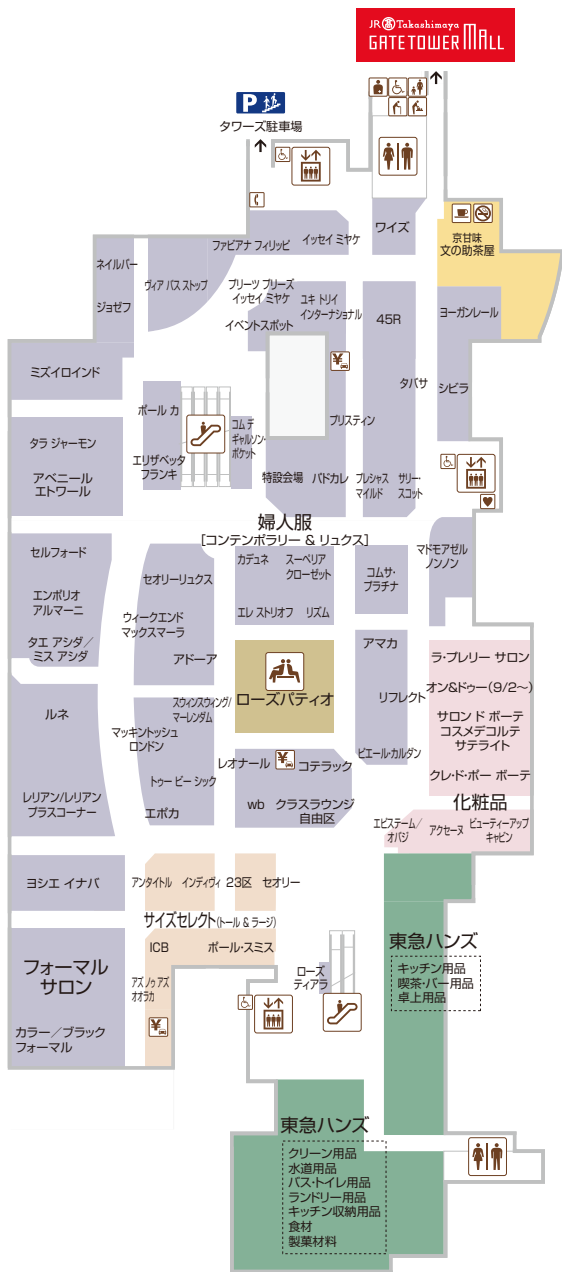 JR 髙 Takashimaya
GATETOWER MALL
P
タワーズ駐車場
ワイズ
ファビアナ フィリッピ
イッセイ ミヤケ
京甘味
文の助茶屋
ネイルバー
ジョゼフ
ヴィア バス ストップ
プリーツ プリーズ
イッセイ ミヤケ
イベントスポット
ユキ トリイ
インターナショナル
45R
ヨーガンレール
ミズイロインド
タバサ
シビラ
ポール カ
コム デ
ギャルソン・
ポケット
プリスティン
タラ ジャーモン
アベニール
エトワール
エリザベッタ
フランキ
特設会場
パドカレ
プレシャス
マイルド
サリー・
スコット
婦人服
[コンテンポラリー & リュクス]
セルフォード
エンポリオ
アルマーニ
タエ アシダ/
ミス アシダ
セオリーリュクス
ウィークエンド
マックスマーラ
アドーア
カデュネ
スーペリア
クローゼット
エレ ストリオフ
リズム
コムサ・
プラチナ
マドモアゼル
ノンノン
ローズパティオ
アマカ
リフレクト
ピエール・カルダン
ラ・プレリー サロン
オン&ドゥー(9/2~)
サロン ド ボーテ
コスメデコルテ
サテライト
クレ・ド・ポー ボーテ
化粧品
ルネ
レリアン/レリアン
プラスコーナー
スウィンスウィング/
マーレンダム
マッキントッシュ
ロンドン
トゥー ビー シック
エポカ
レオナール
¥
コテラック
wb
クラスラウンジ
自由区
エピステーム/
オバジ
アクセーヌ
ビューティーアップ
キャビン
ヨシエ イナバ
アンタイトル
インディヴィ
23区
セオリー
サイズセレクト(トール & ラージ)
ICB
ポール・スミス
フォーマル
サロン
カラー/ブラック
フォーマル
アズ ノゥ アズ
オオラカ
¥
ローズ
ティアラ
東急ハンズ
キッチン用品
喫茶・バー用品
卓上用品
東急ハンズ
クリーン用品
水道用品
バス・トイレ用品
ランドリー用品
キッチン収納用品
食材
製菓材料